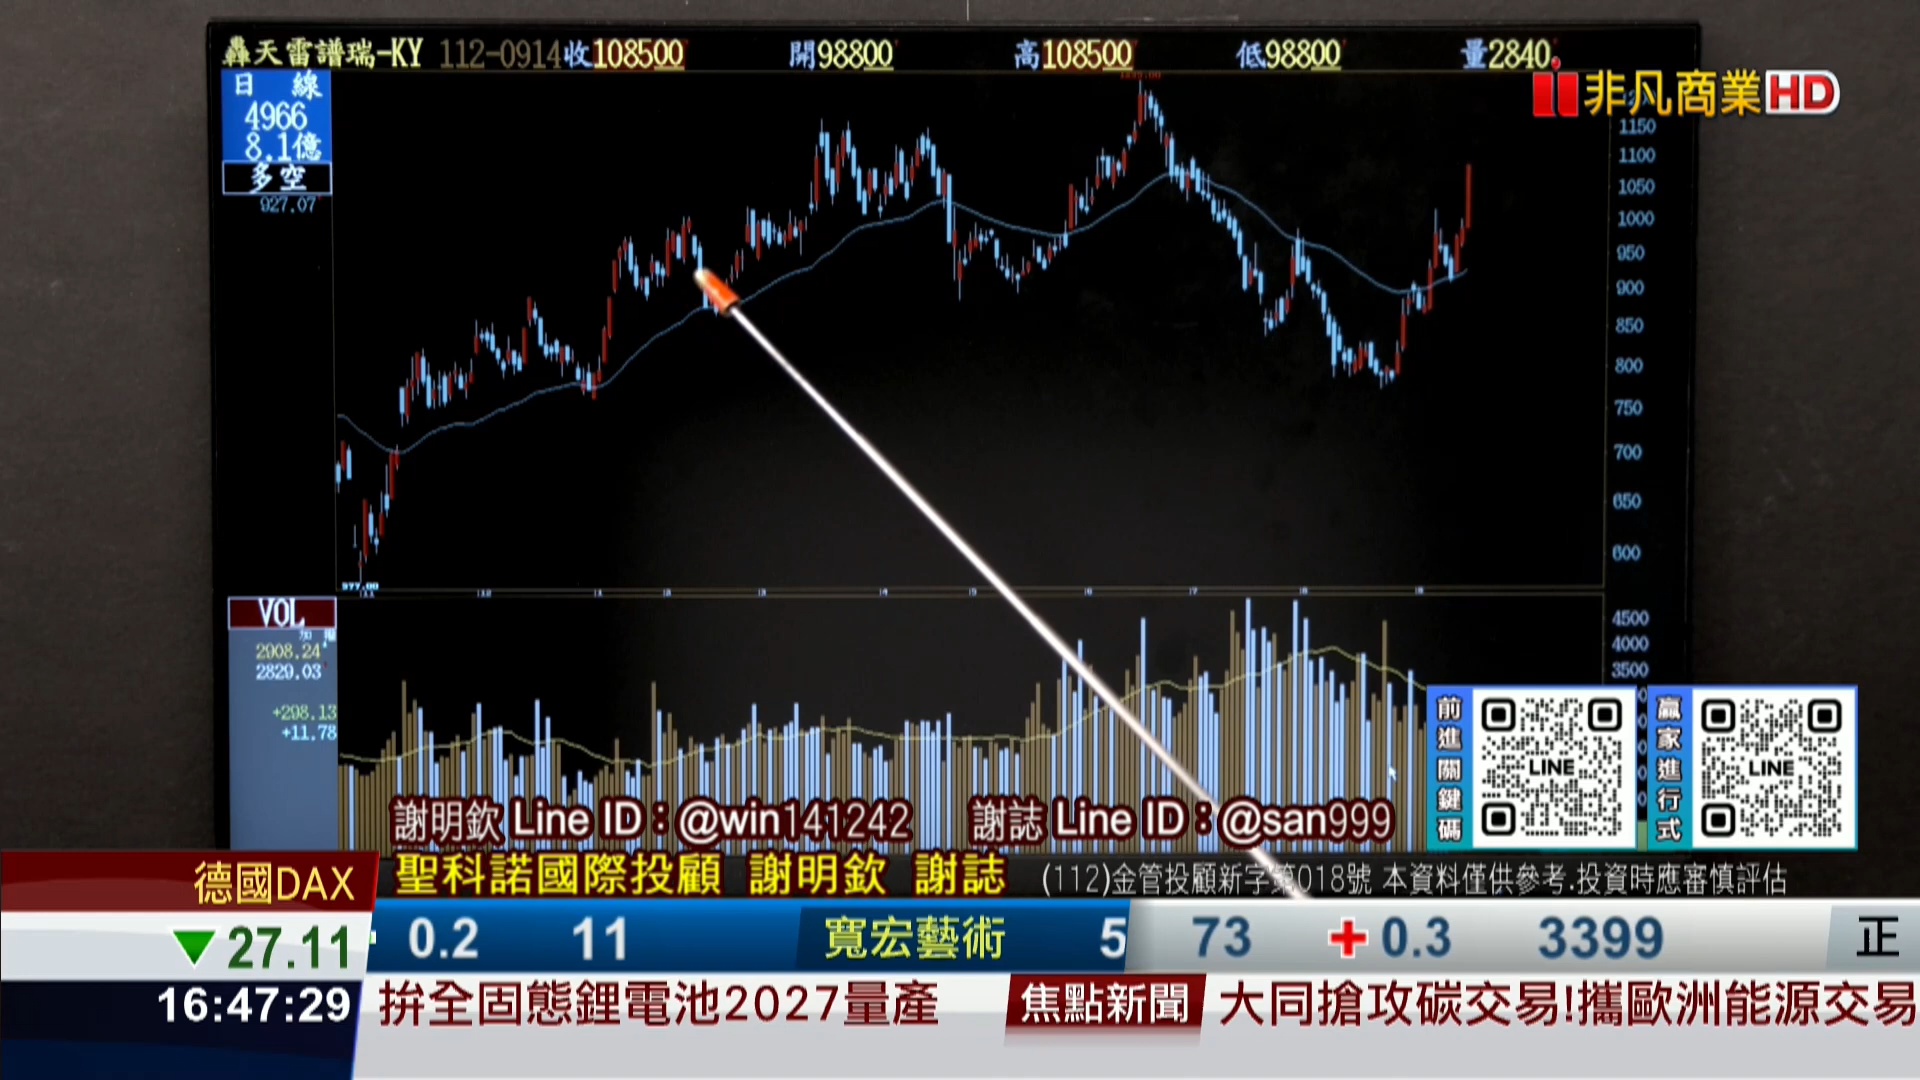 轟天雷譜瑞-KY 112-0914收108500 開98800 高108500 低98800 量2840
非凡商業HD
日 線
4966
8.1億
多空
927.07
1150
1100
1050
1000
950
900
850
800
750
700
650
600
577.00
VOL
2908.24
2829.03
+298.13
+11.78
4500
4000
3500
前進關鍵碼
LINE
贏家進行式
LINE
謝明欽 Line ID：@win141242 謝誌 Line ID：@san999
聖科諾國際投顧 謝明欽 謝誌 (112)金管投顧新字第018號 本資料僅供參考.投資時應審慎評估
德國DAX
▼27.11
0.2 11 寬宏藝術 5 73 + 0.3 3399 正
16:47:29
拚全固態鋰電池2027量產 焦點新聞 大同搶攻碳交易!攜歐洲能源交易